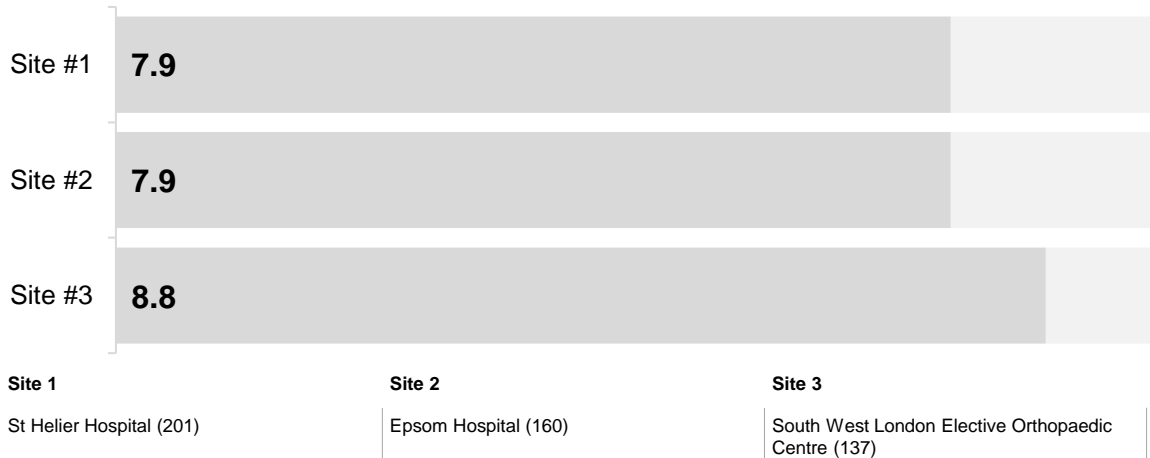 Site #1
7.9
Site #2
7.9
Site #3
8.8
Site 1
Site 2
Site 3
St Helier Hospital (201)
Epsom Hospital (160)
South West London Elective Orthopaedic
Centre (137)